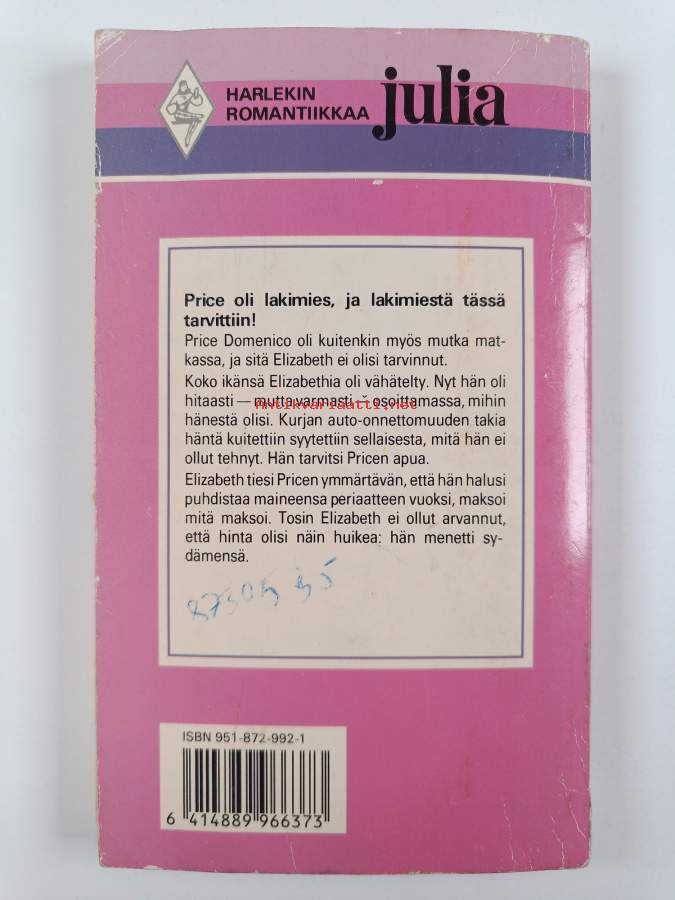 HARLEKIN
ROMANTIIKKAA
julia
Price oli lakimies, ja lakimiestä tässä
tarvittiin!
Price Domenico oli kuitenkin myös mutka mat-
kassa, ja sitä Elizabeth ei olisi tarvinnut.
Koko ikänsä Elizabethia oli vähätelty. Nyt hän oli
hitaasti — mutta varmasti — osoittamassa, mihin
Antikvariaatti.net
hänestä olisi. Kurjan auto-onnettomuuden takia
häntä kuitettiin syytettiin sellaisesta, mitä hän ei
ollut tehnyt. Hän tarvitsi Pricen apua.
Elizabeth tiesi Pricen ymmärtävän, että hän halusi
puhdistaa maineensa periaatteen vuoksi, maksoi
mitä maksoi. Tosin Elizabeth ei ollut arvannut,
että hinta olisi näin huikea: hän menetti sy-
dämensä.
ISBN 951-872-992-1
6 414889 966373